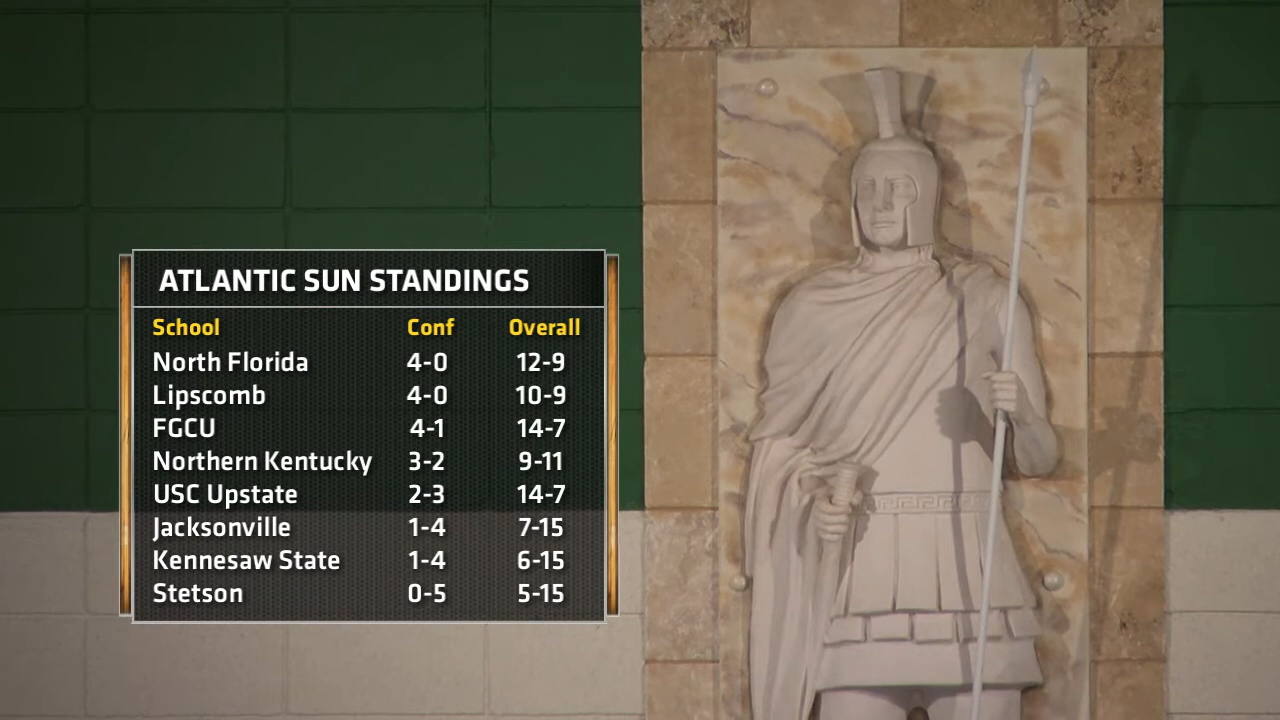 ATLANTIC SUN STANDINGS
School Conf Overall
North Florida 4-0 12-9
Lipscomb 4-0 10-9
FGCU 4-1 14-7
Northern Kentucky 3-2 9-11
USC Upstate 2-3 14-7
Jacksonville 1-4 7-15
Kennesaw State 1-4 6-15
Stetson 0-5 5-15